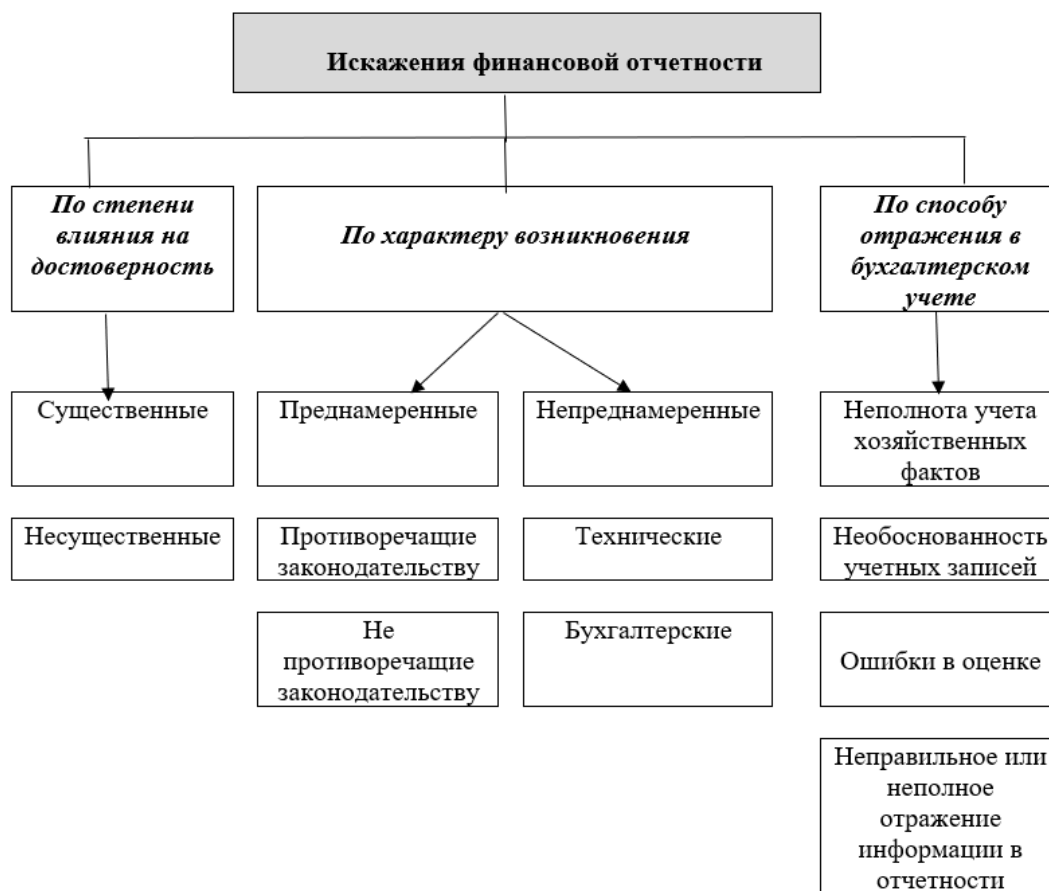 Искажения финансовой отчетности
По степени
влияния на
достоверность
По характеру возникновения
По способу
отражения в
бухгалтерском
учете
Существенные
Преднамеренные
Непреднамеренные
Неполнота учета
хозяйственных
фактов
Несущественные
Противоречащие
законодательству
Технические
Необоснованность
учетных записей
Не
противоречащие
законодательству
Бухгалтерские
Ошибки в оценке
Неправильное или
неполное
отражение
информации в
отчетности